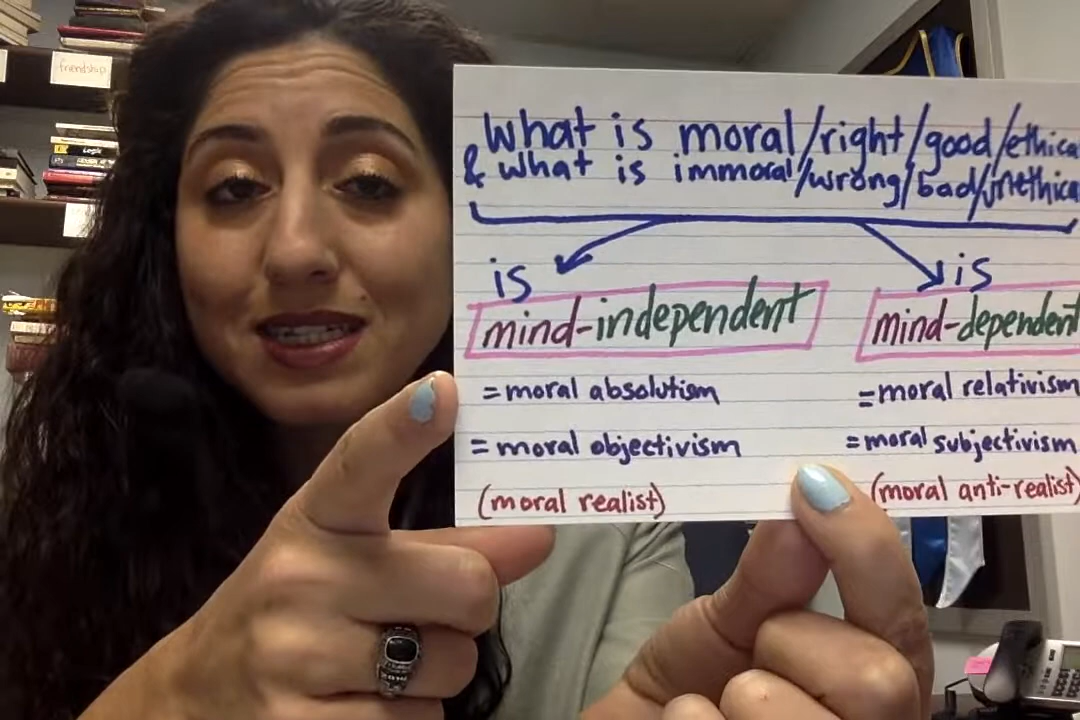 friendship
Logic
What is moral/right/good/ethica
& what is immoral/wrong/bad/unethica
is
is
mind-independent
mind-dependent
=moral absolutism
=moral relativism
=moral objectivism
=moral subjectivism
(moral realist)
(moral anti-realist)